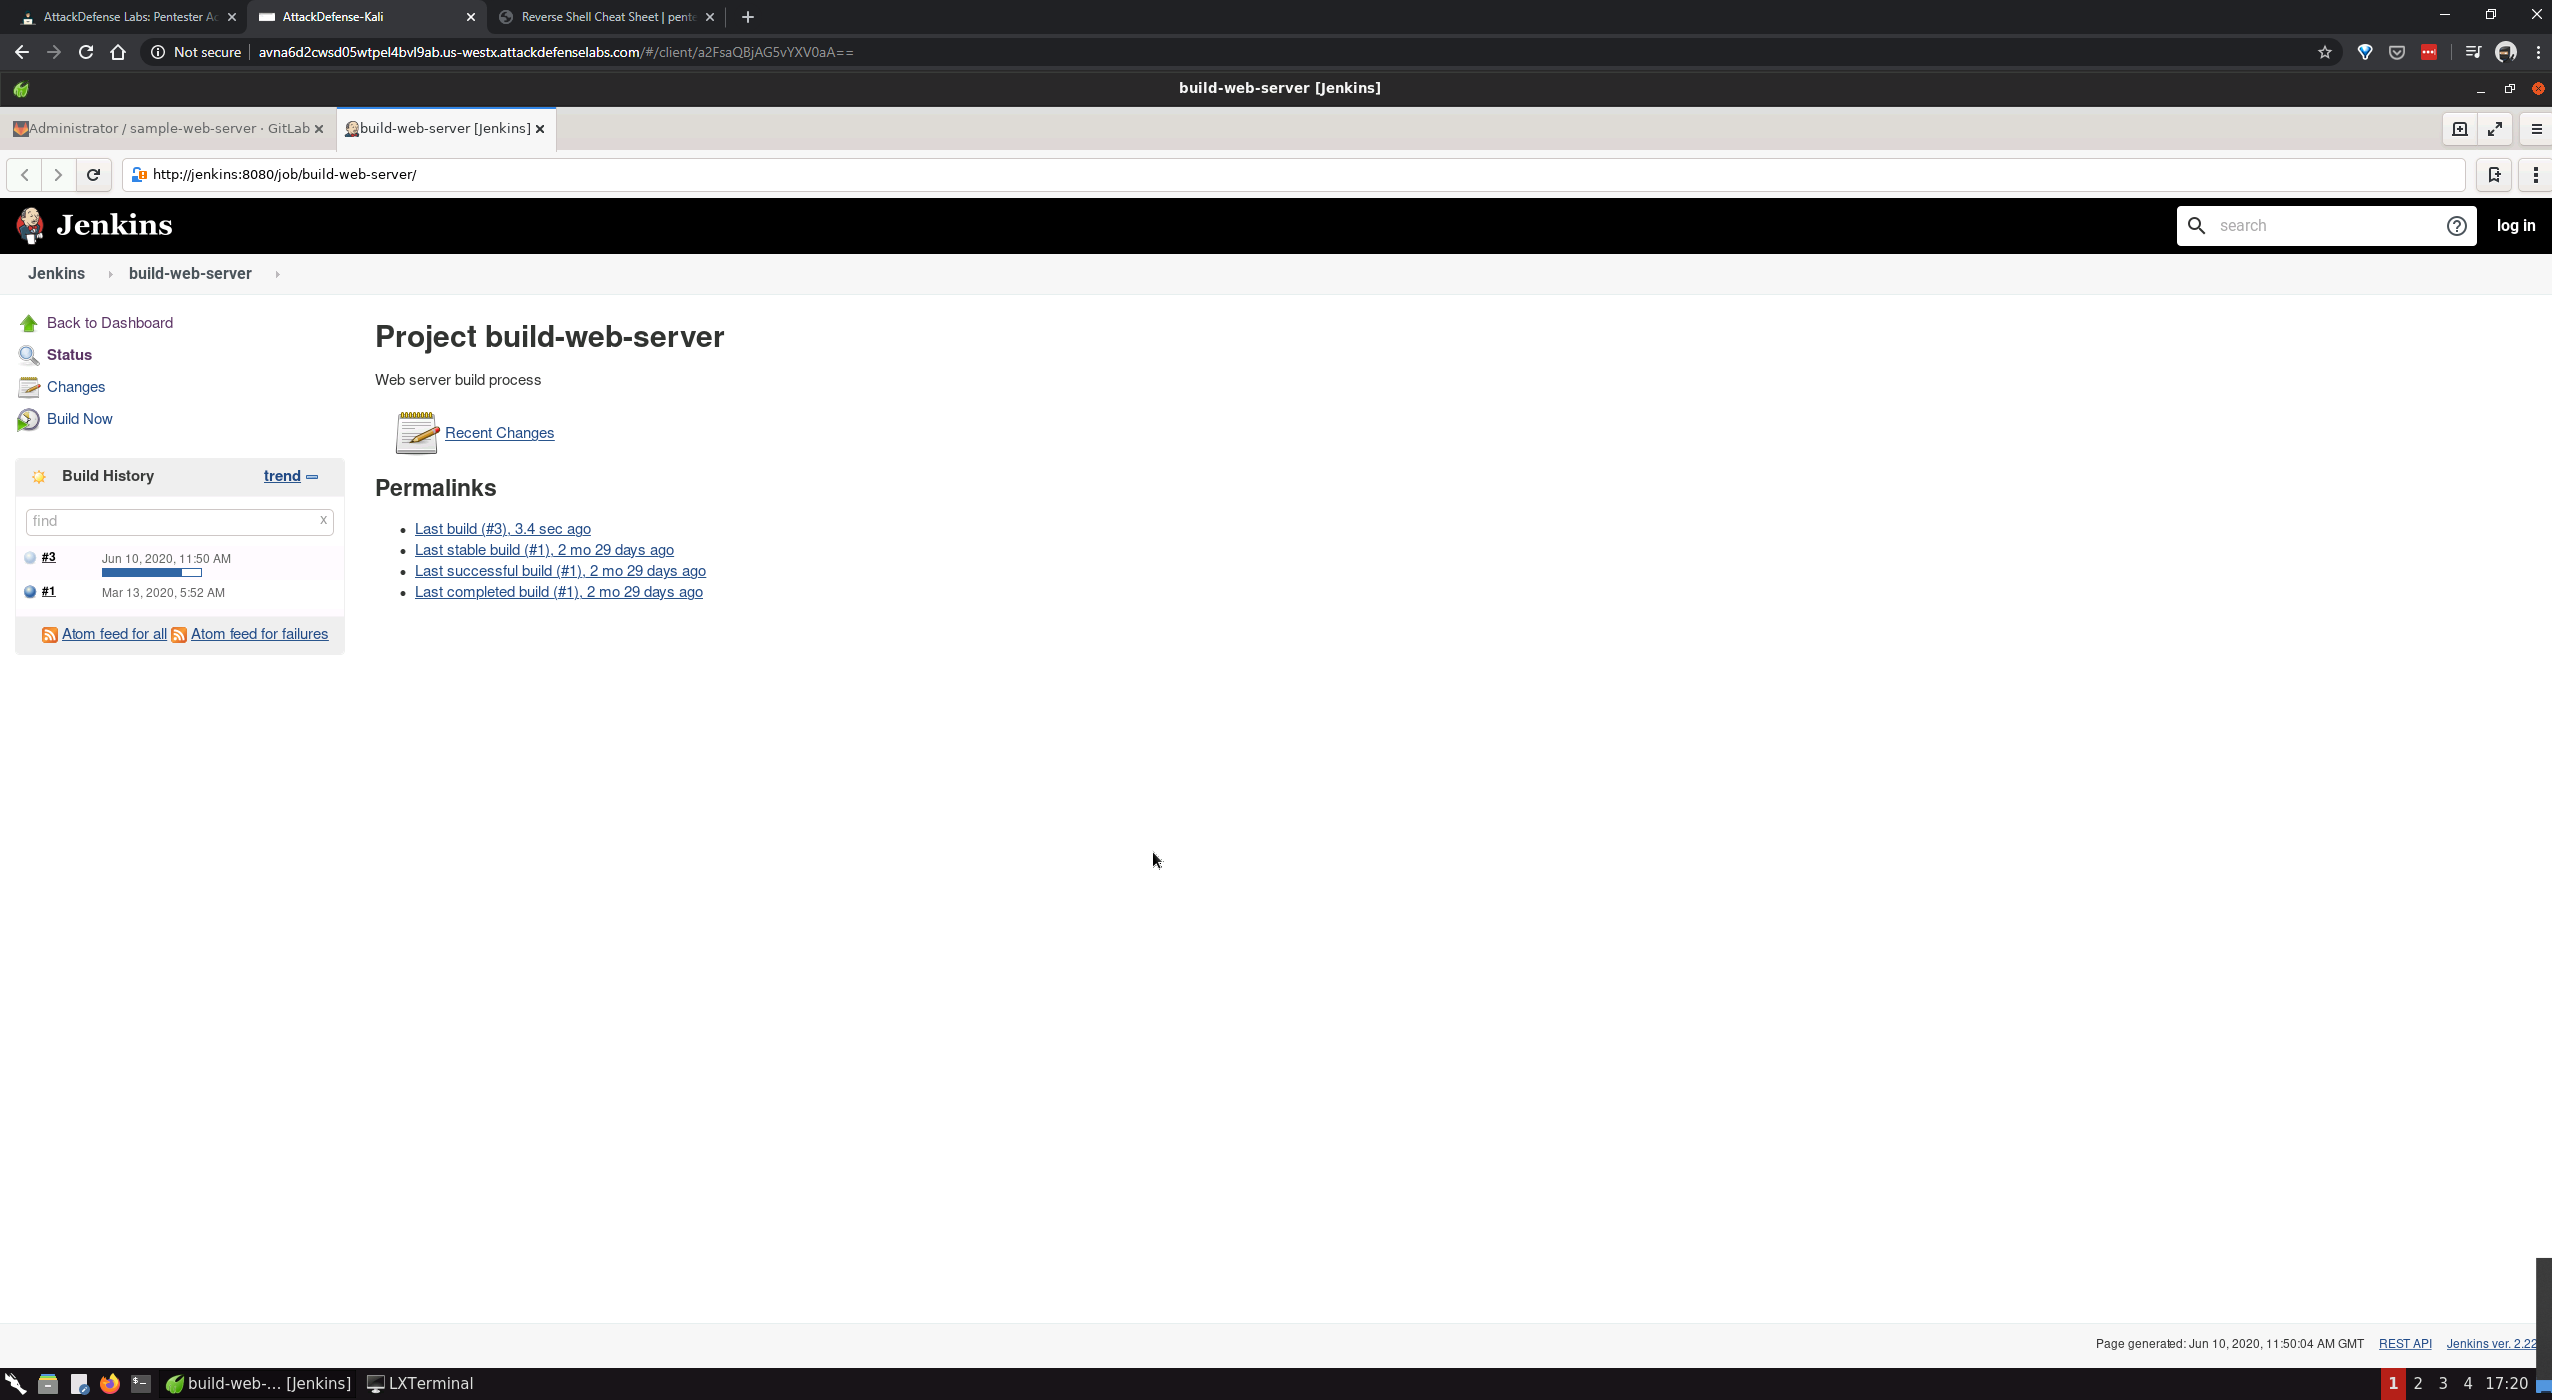 AttackDefense Labs: Pentester Ac
AttackDefense-Kali
Reverse Shell Cheat Sheet | pente
Not secure avna6d2cwsd05wtpel4bvl9ab.us-westx.attackdefenselabs.com/#/client/a2FsaQBjAG5vYXV0aA==
build-web-server [Jenkins]
Administrator / sample-web-server · GitLab
build-web-server [Jenkins]
http://jenkins:8080/job/build-web-server/
Jenkins
search
log in
Jenkins
build-web-server
Back to Dashboard
Status
Changes
Build Now
Build History
trend
find
x
#3 Jun 10, 2020, 11:50 AM
#1 Mar 13, 2020, 5:52 AM
Atom feed for all Atom feed for failures
Project build-web-server
Web server build process
Recent Changes
Permalinks
Last build (#3), 3.4 sec ago
Last stable build (#1), 2 mo 29 days ago
Last successful build (#1), 2 mo 29 days ago
Last completed build (#1), 2 mo 29 days ago
Page generated: Jun 10, 2020, 11:50:04 AM GMT REST API Jenkins ver. 2.22
build-web-... [Jenkins]
LXTerminal
1 2 3 4 17:20